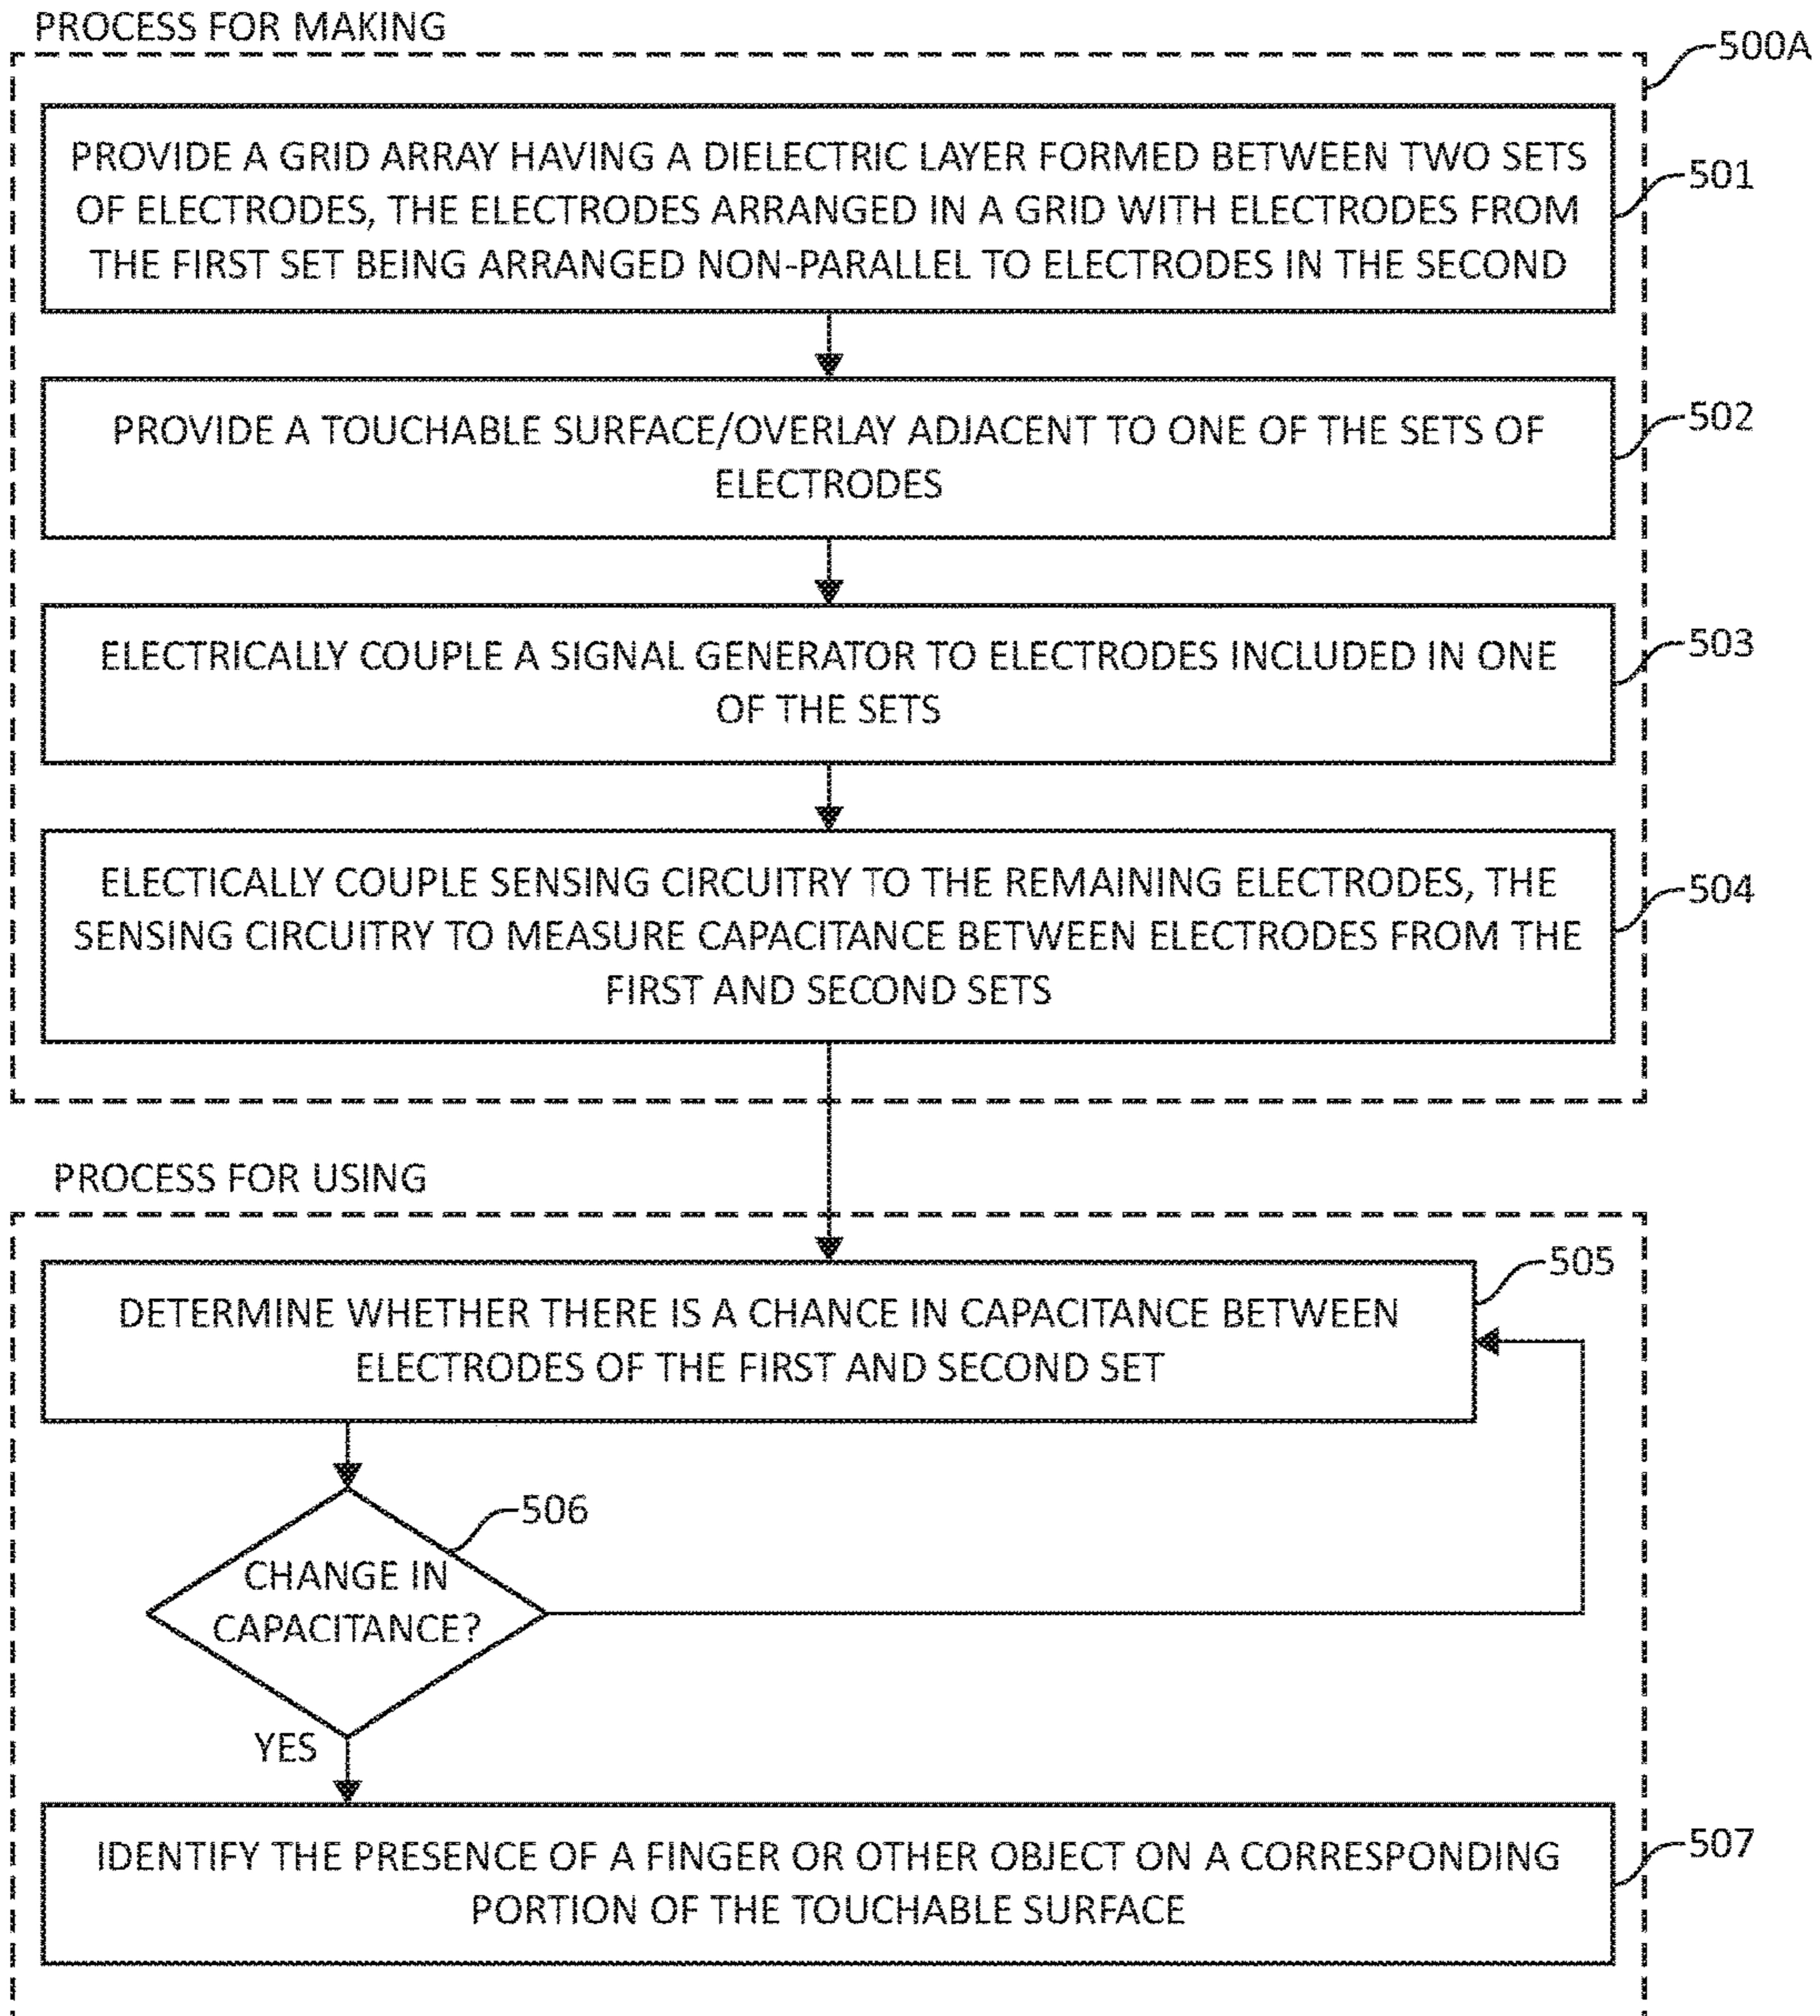 PROCESS FOR MAKING
500A
PROVIDE A GRID ARRAY HAVING A DIELECTRIC LAYER FORMED BETWEEN TWO SETS
OF ELECTRODES, THE ELECTRODES ARRANGED IN A GRID WITH ELECTRODES FROM
THE FIRST SET BEING ARRANGED NON-PARALLEL TO ELECTRODES IN THE SECOND
501
PROVIDE A TOUCHABLE SURFACE/OVERLAY ADJACENT TO ONE OF THE SETS OF
ELECTRODES
502
ELECTRICALLY COUPLE A SIGNAL GENERATOR TO ELECTRODES INCLUDED IN ONE
OF THE SETS
503
ELECTICALLY COUPLE SENSING CIRCUITRY TO THE REMAINING ELECTRODES, THE
SENSING CIRCUITRY TO MEASURE CAPACITANCE BETWEEN ELECTRODES FROM THE
FIRST AND SECOND SETS
504
PROCESS FOR USING
DETERMINE WHETHER THERE IS A CHANCE IN CAPACITANCE BETWEEN
ELECTRODES OF THE FIRST AND SECOND SET
505
CHANGE IN
CAPACITANCE?
506
YES
IDENTIFY THE PRESENCE OF A FINGER OR OTHER OBJECT ON A CORRESPONDING
PORTION OF THE TOUCHABLE SURFACE
507